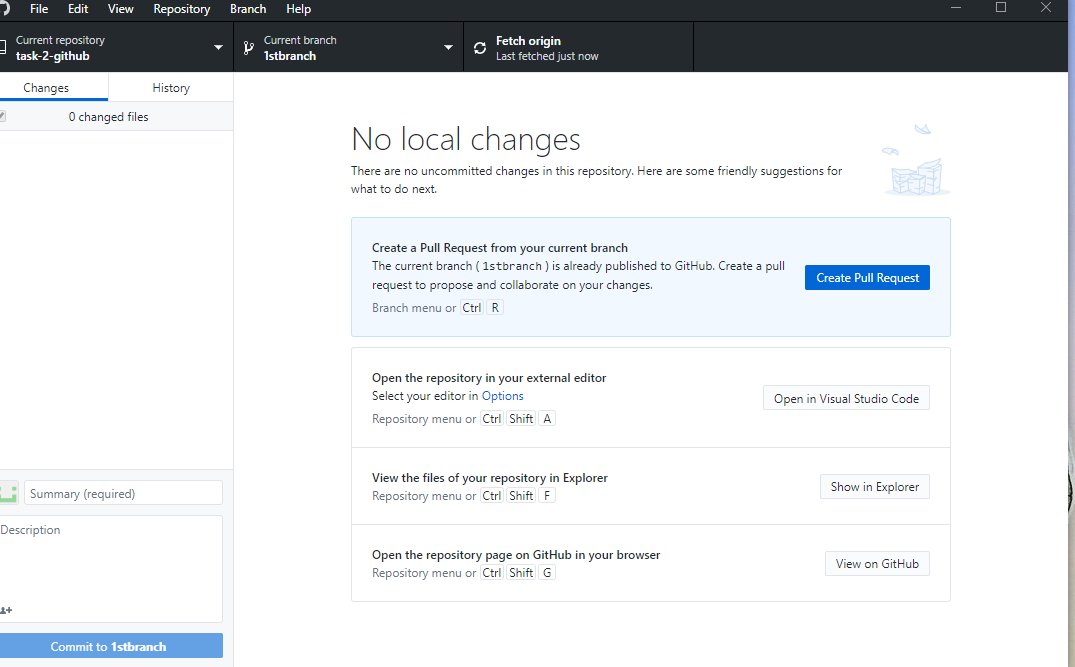 File Edit View Repository Branch Help
Current repository
task-2-github
Current branch
1stbranch
Fetch origin
Last fetched just now
Changes
History
0 changed files
No local changes
There are no uncommitted changes in this repository. Here are some friendly suggestions for
what to do next.
Create a Pull Request from your current branch
The current branch ( 1stbranch ) is already published to GitHub. Create a pull
request to propose and collaborate on your changes.
Branch menu or Ctrl R
Create Pull Request
Open the repository in your external editor
Select your editor in Options
Repository menu or Ctrl Shift A
Open in Visual Studio Code
View the files of your repository in Explorer
Repository menu or Ctrl Shift F
Show in Explorer
Open the repository page on GitHub in your browser
Repository menu or Ctrl Shift G
View on GitHub
Summary (required)
Description
Commit to 1stbranch